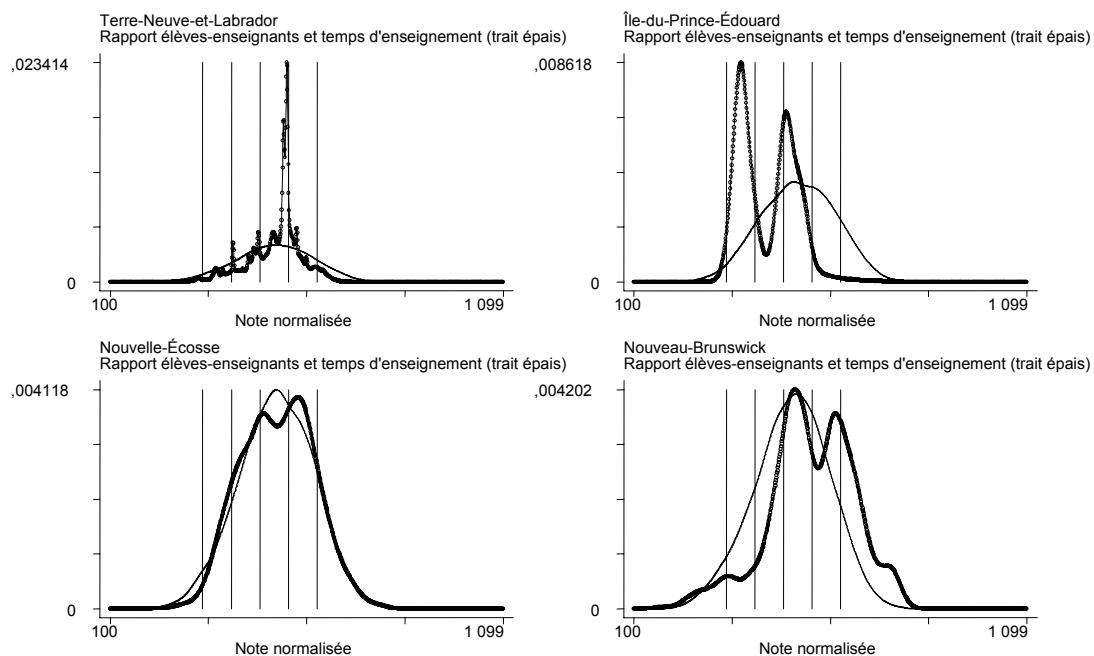 Terre-Neuve-et-Labrador
Rapport élèves-enseignants et temps d'enseignement (trait épais)
,023414
0
100
1 099
Note normalisée
Île-du-Prince-Édouard
Rapport élèves-enseignants et temps d'enseignement (trait épais)
,008618
0
100
1 099
Note normalisée
Nouvelle-Écosse
Rapport élèves-enseignants et temps d'enseignement (trait épais)
,004118
0
100
1 099
Note normalisée
Nouveau-Brunswick
Rapport élèves-enseignants et temps d'enseignement (trait épais)
,004202
0
100
1 099
Note normalisée